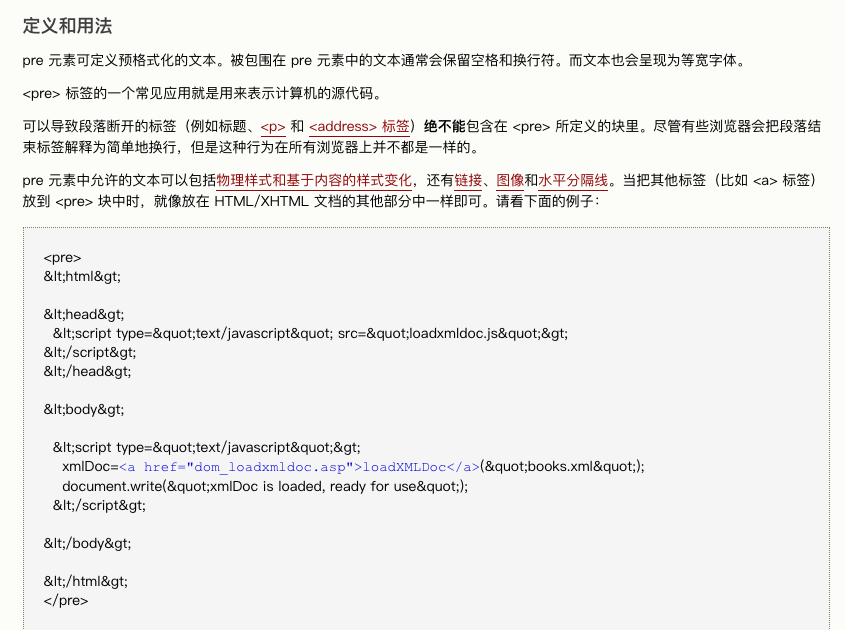 定义和用法
pre 元素可定义预格式化的文本。被包围在 pre 元素中的文本通常会保留空格和换行符。而文本也会呈现为等宽字体。
<pre> 标签的一个常见应用就是用来表示计算机的源代码。
可以导致段落断开的标签（例如标题、<p> 和 <address> 标签）绝不能包含在 <pre> 所定义的块里。尽管有些浏览器会把段落结
束标签解释为简单地换行，但是这种行为在所有浏览器上并不都是一样的。
pre 元素中允许的文本可以包括物理样式和基于内容的样式变化，还有链接、图像和水平分隔线。当把其他标签（比如 <a> 标签）
放到 <pre> 块中时，就像放在 HTML/XHTML 文档的其他部分中一样即可。请看下面的例子：
<pre>
&lt;html&gt;
&lt;head&gt;
&lt;script type=&quot;text/javascript&quot; src=&quot;loadxmldoc.js&quot;&gt;
&lt;/script&gt;
&lt;/head&gt;
&lt;body&gt;
&lt;script type=&quot;text/javascript&quot;&gt;
xmlDoc=<a href="dom_loadxmldoc.asp">loadXMLDoc</a>(&quot;books.xml&quot;);
document.write(&quot;xmlDoc is loaded, ready for use&quot;);
&lt;/script&gt;
&lt;/body&gt;
&lt;/html&gt;
</pre>